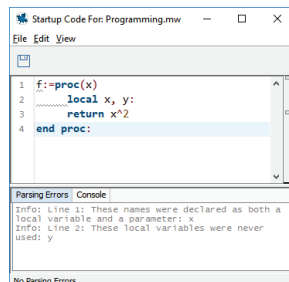 Startup Code For: Programming.mw
File Edit View
1 f:=proc(x)
2 local x, y:
3 return x^2
4 end proc:
Parsing Errors Console
Info: Line 1: These names were declared as both a
local variable and a parameter: x
Info: Line 2: These local variables were never
used: y
No Parsing Errors